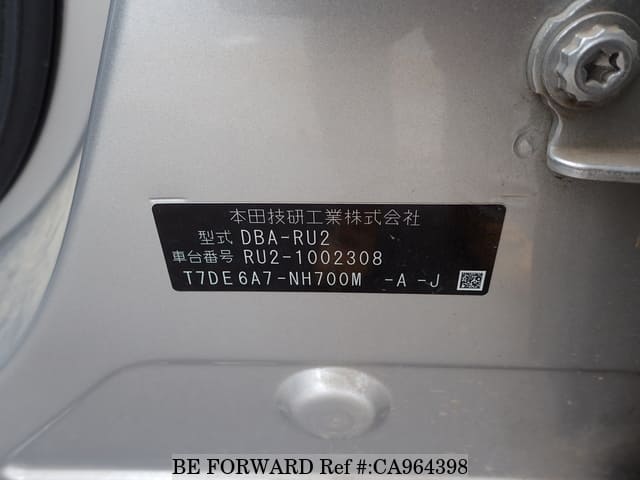 本田技研工業株式会社
型式 DBA-RU2
車台番号 RU2-1002308
T7DE6A7-NH700M -A -J
BE FORWARD Ref #:CA964398